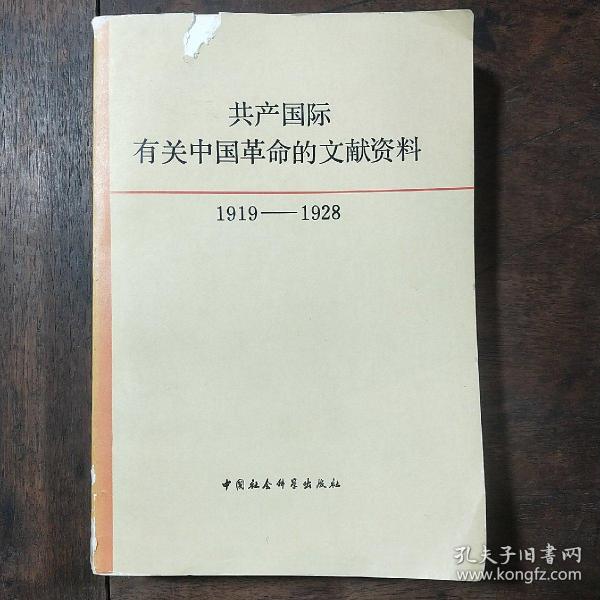 共产国际
有关中国革命的文献资料
1919——1928
中国社会科学出版社
孔夫子旧书网
www.kongfz.com